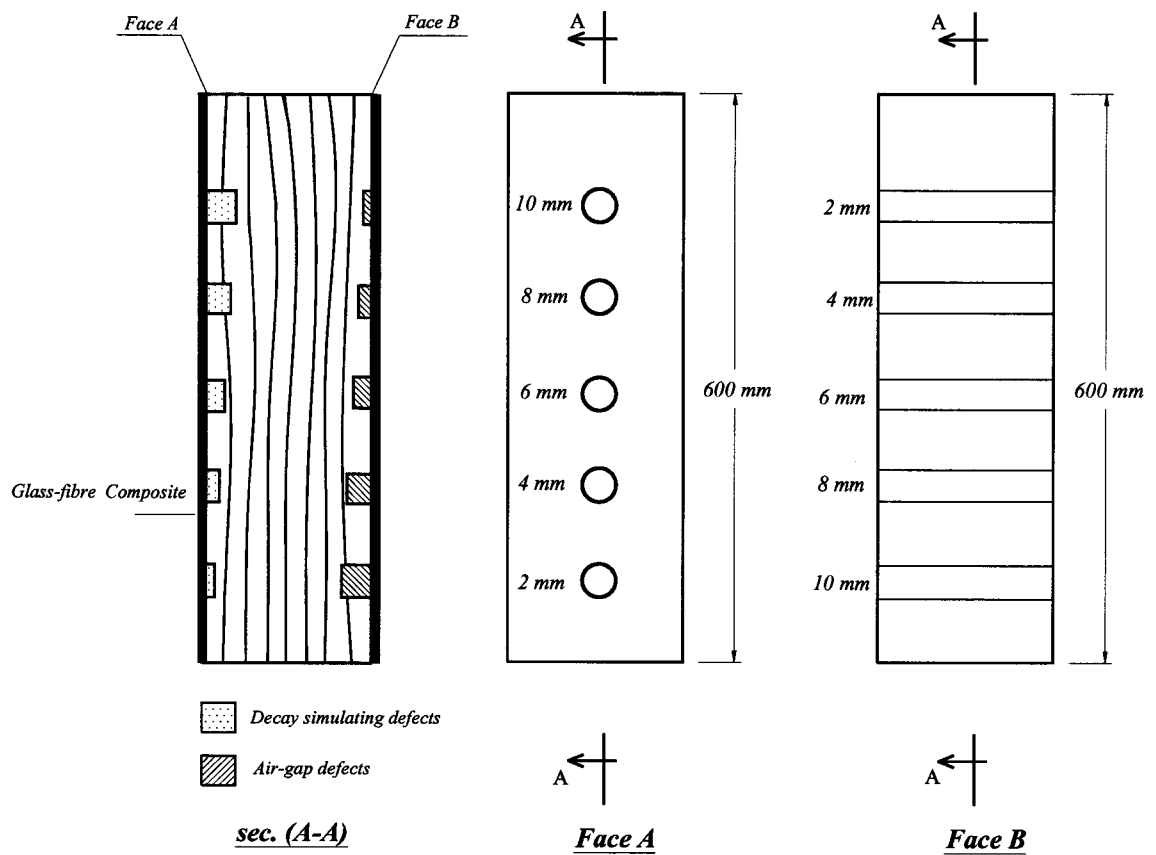 Face A
Face B
A
A
10 mm
8 mm
6 mm
4 mm
2 mm
600 mm
2 mm
4 mm
6 mm
8 mm
10 mm
600 mm
Glass-fibre Composite
Decay simulating defects
Air-gap defects
A
A
sec. (A-A)
Face A
Face B